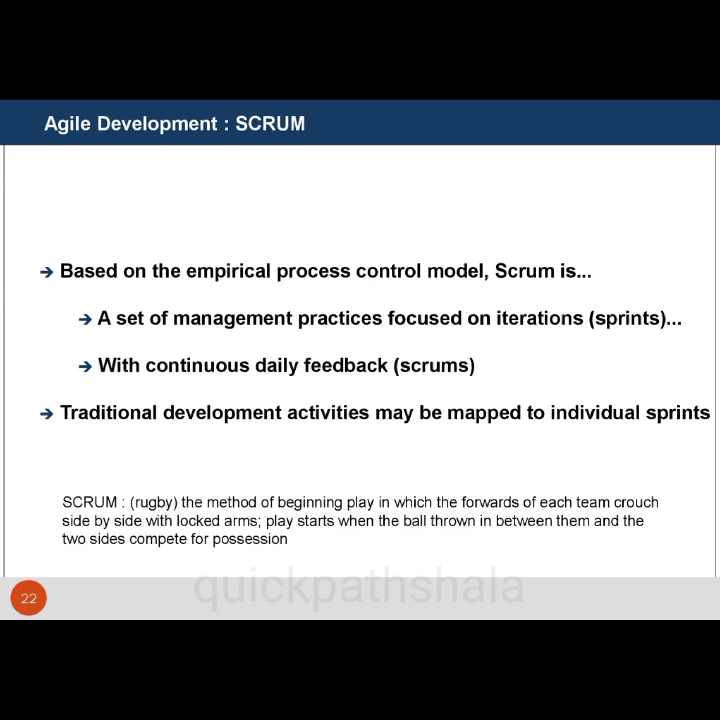 Agile Development : SCRUM
➔ Based on the empirical process control model, Scrum is...
➔ A set of management practices focused on iterations (sprints)...
➔ With continuous daily feedback (scrums)
➔ Traditional development activities may be mapped to individual sprints
SCRUM : (rugby) the method of beginning play in which the forwards of each team crouch
side by side with locked arms; play starts when the ball thrown in between them and the
two sides compete for possession
quickpathshala
22